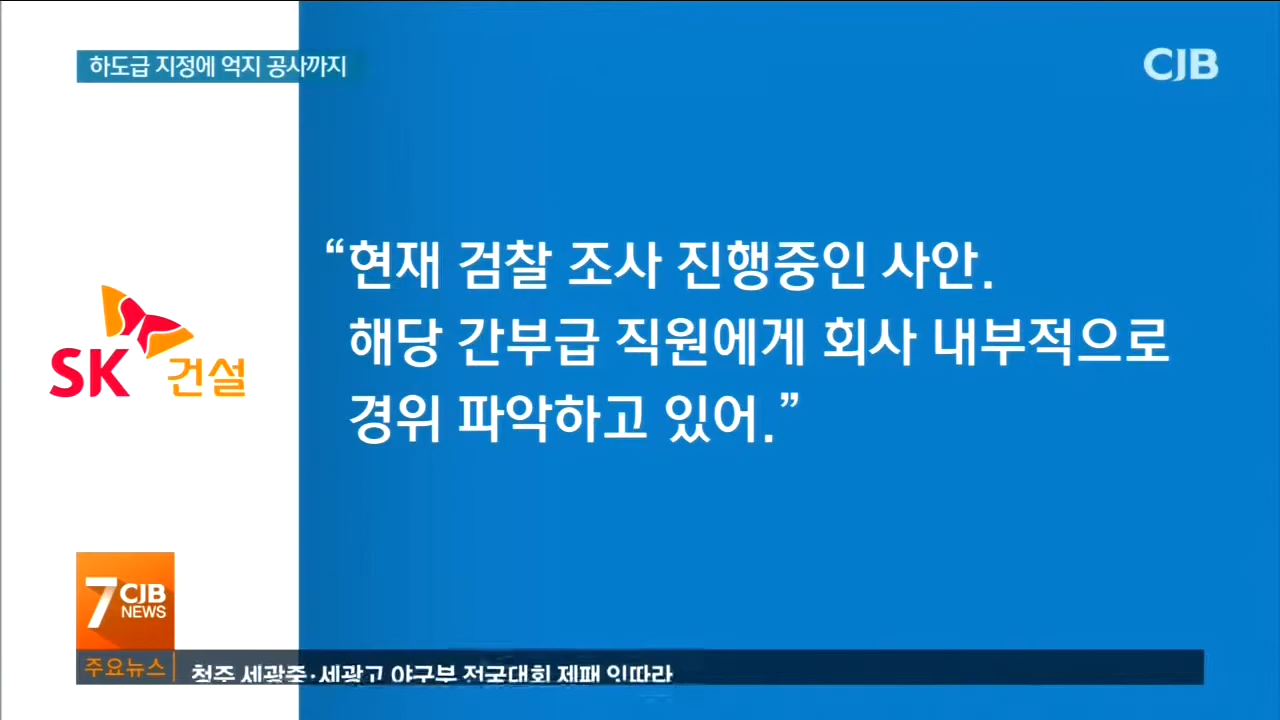 하도급 지정에 억지 공사까지
CJB
“현재 검찰 조사 진행중인 사안.
해당 간부급 직원에게 회사 내부적으로
경위 파악하고 있어.”
SK 건설
7 CJB
NEWS
주요뉴스
청주 세광중·세광고 야구부 전국대회 제패 잇따라